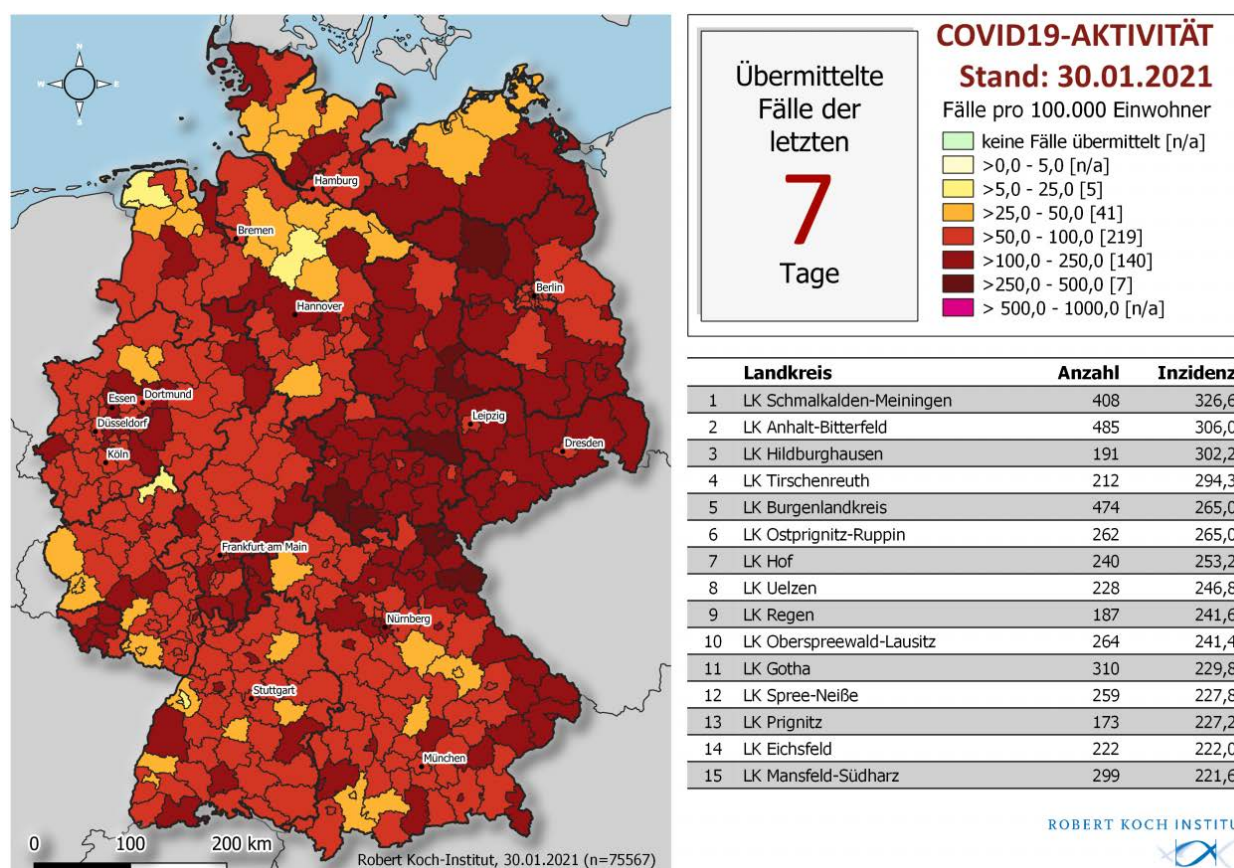 N
W
E
S
Hamburg
Bremen
Berlin
Hannover
Essen
Dortmund
Düsseldorf
Köln
Leipzig
Dresden
Frankfurt am Main
Nürnberg
Stuttgart
München
0 100 200 km
Robert Koch-Institut, 30.01.2021 (n=75567)
Übermittelte
Fälle der
letzten
7
Tage
COVID19-AKTIVITÄT
Stand: 30.01.2021
Fälle pro 100.000 Einwohner
keine Fälle übermittelt [n/a]
>0,0 - 5,0 [n/a]
>5,0 - 25,0 [5]
>25,0 - 50,0 [41]
>50,0 - 100,0 [219]
>100,0 - 250,0 [140]
>250,0 - 500,0 [7]
> 500,0 - 1000,0 [n/a]
Landkreis Anzahl Inzidenz
1 LK Schmalkalden-Meiningen 408 326,6
2 LK Anhalt-Bitterfeld 485 306,0
3 LK Hildburghausen 191 302,2
4 LK Tirschenreuth 212 294,3
5 LK Burgenlandkreis 474 265,0
6 LK Ostprignitz-Ruppin 262 265,0
7 LK Hof 240 253,2
8 LK Uelzen 228 246,8
9 LK Regen 187 241,6
10 LK Oberspreewald-Lausitz 264 241,4
11 LK Gotha 310 229,8
12 LK Spree-Neiße 259 227,8
13 LK Prignitz 173 227,2
14 LK Eichsfeld 222 222,0
15 LK Mansfeld-Südharz 299 221,6
ROBERT KOCH INSTITU